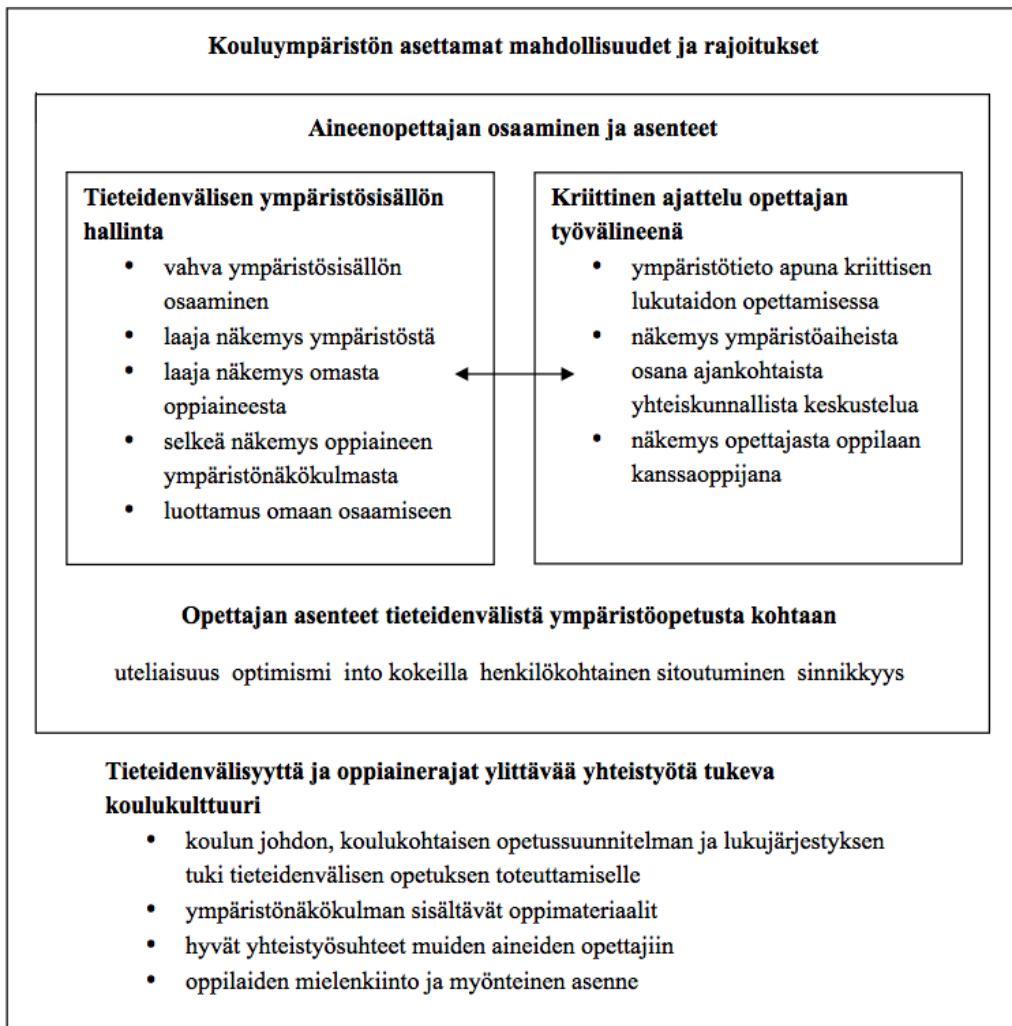 Kouluympäristön asettamat mahdollisuudet ja rajoitukset
Aineenopettajan osaaminen ja asenteet
Tieteidenvälisen ympäristösisällön
hallinta
• vahva ympäristösisällön
osaaminen
• laaja näkemys ympäristöstä
• laaja näkemys omasta
oppiaineesta
• selkeä näkemys oppiaineen
ympäristönäkökulmasta
• luottamus omaan osaamiseen
Kriittinen ajattelu opettajan
työvälineenä
• ympäristötieto apuna kriittisen
lukutaidon opettamisessa
• näkemys ympäristöaiheista
osana ajankohtaista
yhteiskunnallista keskustelua
• näkemys opettajasta oppilaan
kanssaoppijana
Opettajan asenteet tieteidenvälistä ympäristöopetusta kohtaan
uteliaisuus optimismi into kokeilla henkilökohtainen sitoutuminen sinnikkyys
Tieteidenvälisyyttä ja oppiainerajat ylittävää yhteistyötä tukeva
koulukulttuuri
• koulun johdon, koulukohtaisen opetussuunnitelman ja lukujärjestyksen
tuki tieteidenvälisen opetuksen toteuttamiselle
• ympäristönäkökulman sisältävät oppimateriaalit
• hyvät yhteistyösuhteet muiden aineiden opettajiin
• oppilaiden mielenkiinto ja myönteinen asenne